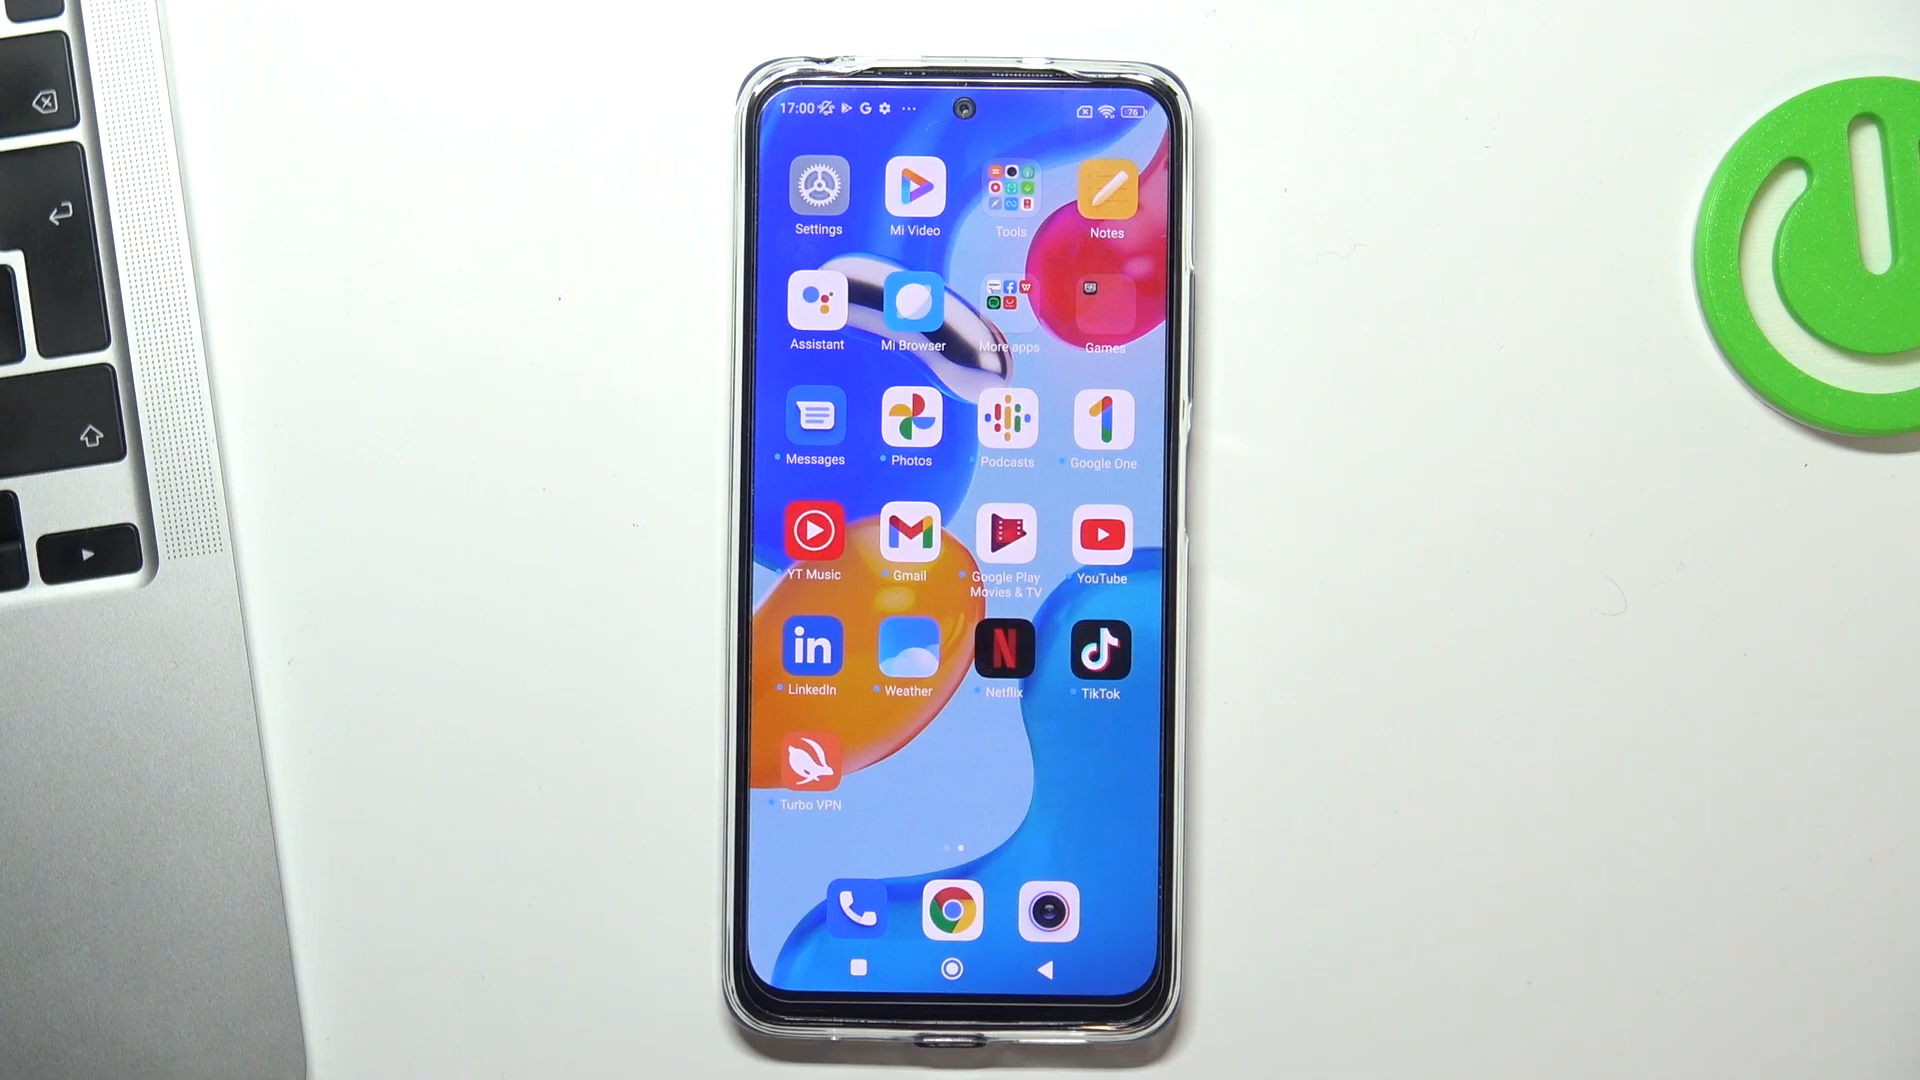 17:00 G ... 76
Settings Mi Video Tools Notes
Assistant Mi Browser More apps Games
Messages Photos Podcasts Google One
YT Music Gmail Google Play Movies & TV YouTube
in
N
LinkedIn Weather Netflix TikTok
Turbo VPN